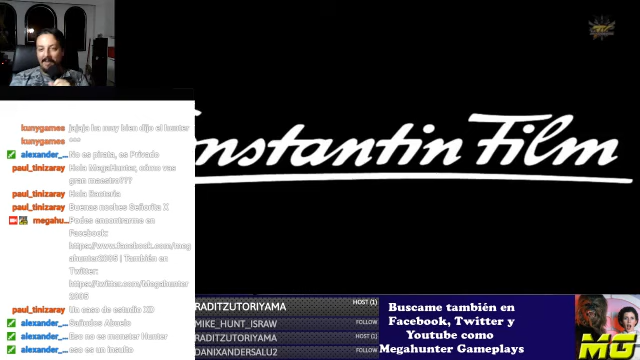 nstantin Film
kunygames jajaja ha muy bien dijo el hunter
kunygames ^^^
alexander_... No es pirata, es Privado
paul_tinizaray Hola MegaHunter, cómo vas
gran maestro???
paul_tinizaray Hola Bacteria
paul_tinizaray Buenas noches Señorita X
megahu... Podes encontrarme en
Facebook:
https://www.facebook.com/meg
ahunter2005 | También en
Twitter:
https://twitter.com/Megahunter
2005
paul_tinizaray Un caso de estudio XD
alexander_... Saludos Abuelo
alexander_... Eso no es monster Hunter
alexander_... eso es un insulto
RADITZUTORIYAMA HOST (1)
MIKE_HUNT_ISRAW FOLLOW
RADITZUTORIYAMA HOST (1)
DANIXANDERSALU2 FOLLOW
Buscame también en
Facebook, Twitter y
Youtube como
Megahunter Gameplays
MG